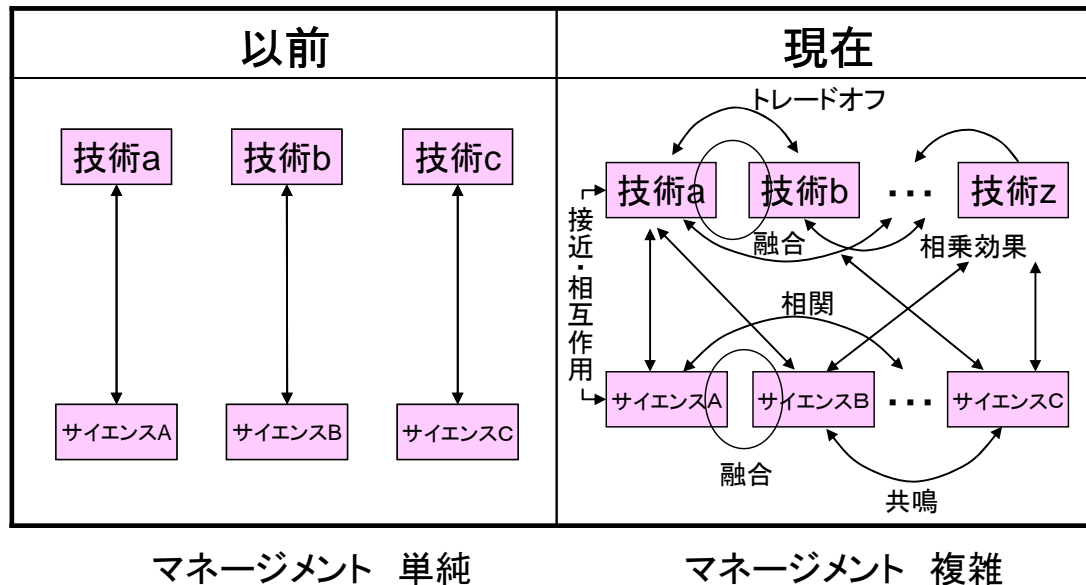 以前
現在
技術a
技術b
技術c
サイエンスA
サイエンスB
サイエンスC
トレードオフ
技術a
技術b
・・・
技術z
接近・相互作用
融合
相乗効果
相関
サイエンスA
サイエンスB
・・・
サイエンスC
融合
共鳴
マネージメント 単純
マネージメント 複雑